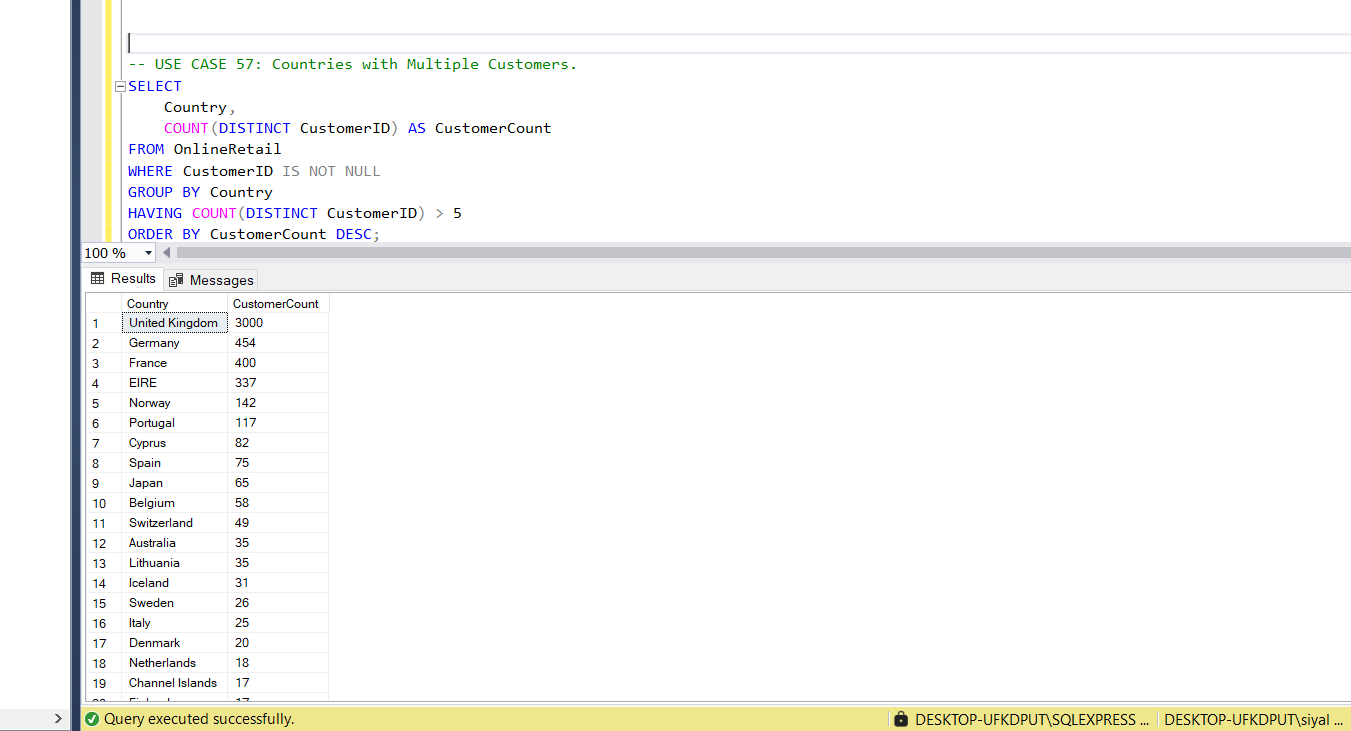 -- USE CASE 57: Countries with Multiple Customers.
SELECT
Country,
COUNT(DISTINCT CustomerID) AS CustomerCount
FROM OnlineRetail
WHERE CustomerID IS NOT NULL
GROUP BY Country
HAVING COUNT(DISTINCT CustomerID) > 5
ORDER BY CustomerCount DESC;
100 %
Results Messages
Country CustomerCount
1 United Kingdom 3000
2 Germany 454
3 France 400
4 EIRE 337
5 Norway 142
6 Portugal 117
7 Cyprus 82
8 Spain 75
9 Japan 65
10 Belgium 58
11 Switzerland 49
12 Australia 35
13 Lithuania 35
14 Iceland 31
15 Sweden 26
16 Italy 25
17 Denmark 20
18 Netherlands 18
19 Channel Islands 17
Query executed successfully. DESKTOP-UFKDPUT\SQLEXPRESS ... DESKTOP-UFKDPUT\siyal ...